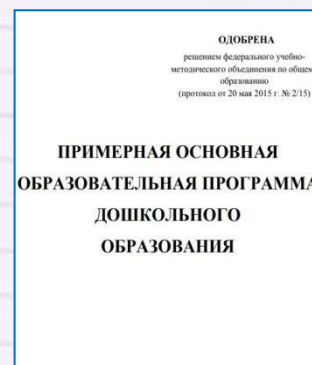 ОДОБРЕНА
решением федерального учебно-
методического объединения по общем
образованию
(протокол от 20 мая 2015 г. № 2/15)
ПРИМЕРНАЯ ОСНОВНАЯ
ОБРАЗОВАТЕЛЬНАЯ ПРОГРАММА
ДОШКОЛЬНОГО
ОБРАЗОВАНИЯ